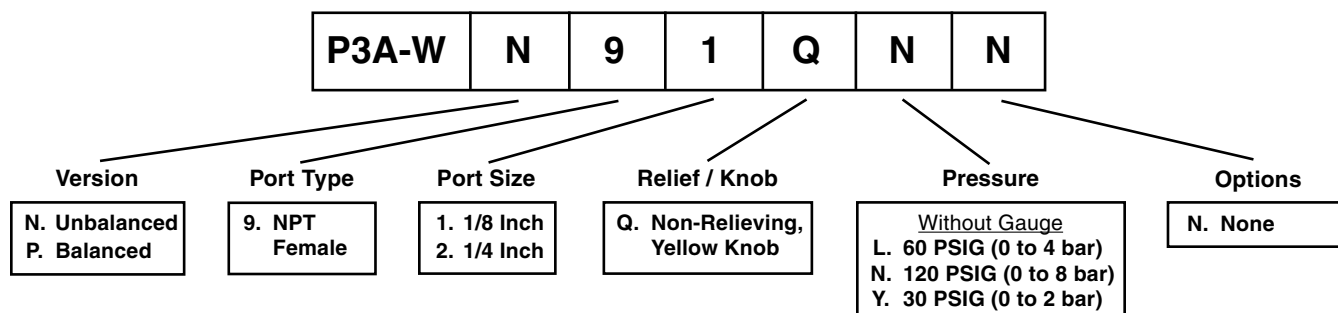 P3A-W N 9 1 Q N N
Version
N. Unbalanced
P. Balanced
Port Type
9. NPT
Female
Port Size
1. 1/8 Inch
2. 1/4 Inch
Relief / Knob
Q. Non-Relieving,
Yellow Knob
Pressure
Without Gauge
L. 60 PSIG (0 to 4 bar)
N. 120 PSIG (0 to 8 bar)
Y. 30 PSIG (0 to 2 bar)
Options
N. None